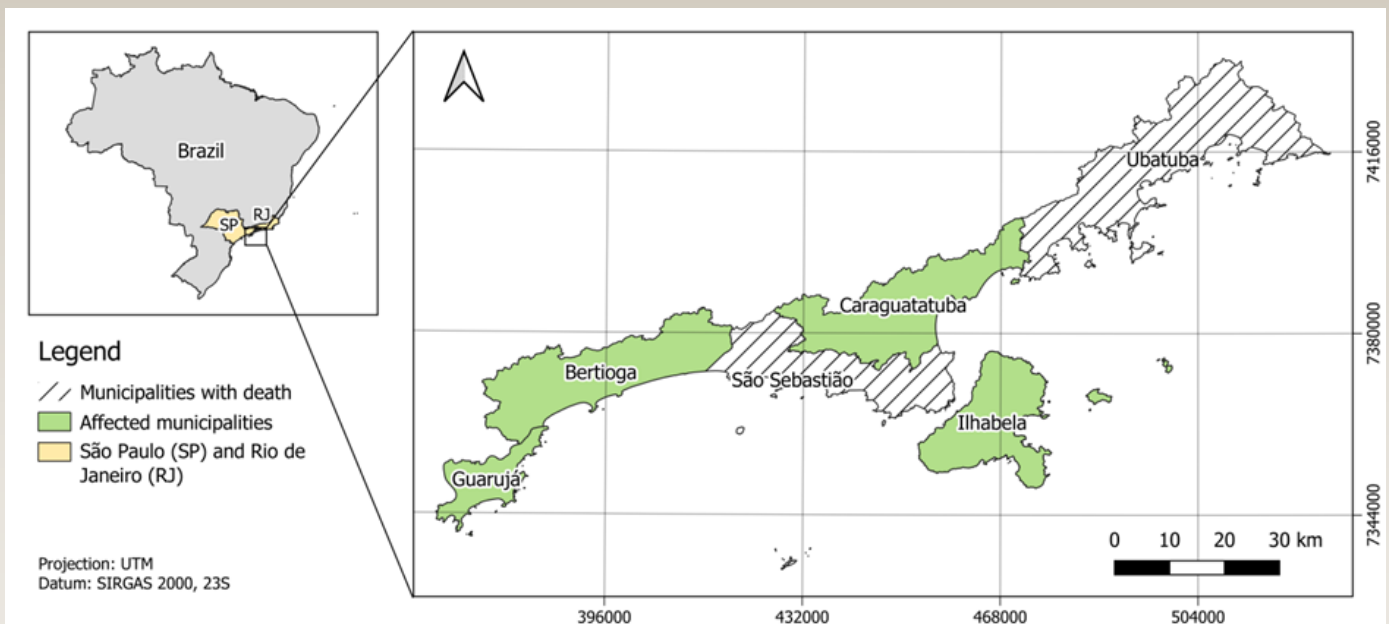 Brazil
SP
RJ
Legend
Municipalities with death
Affected municipalities
São Paulo (SP) and Rio de
Janeiro (RJ)
Projection: UTM
Datum: SIRGAS 2000, 23S
Ubatuba
Caraguatatuba
Bertioga
São Sebastião
Ilhabela
Guarujá
0 10 20 30 km
7416000
7380000
7344000
396000 432000 468000 504000